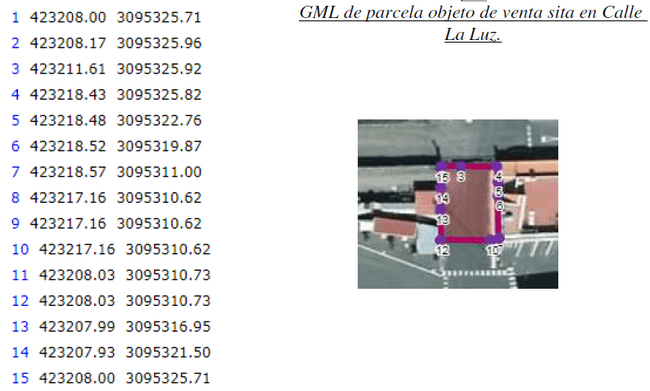 1 423208.00 3095325.71
2 423208.17 3095325.96
3 423211.61 3095325.92
4 423218.43 3095325.82
5 423218.48 3095322.76
6 423218.52 3095319.87
7 423218.57 3095311.00
8 423217.16 3095310.62
9 423217.16 3095310.62
10 423217.16 3095310.62
11 423208.03 3095310.73
12 423208.03 3095310.73
13 423207.99 3095316.95
14 423207.93 3095321.50
15 423208.00 3095325.71
GML de parcela objeto de venta sita en Calle
La Luz.
15 3 4
14 5
6
13
12 10